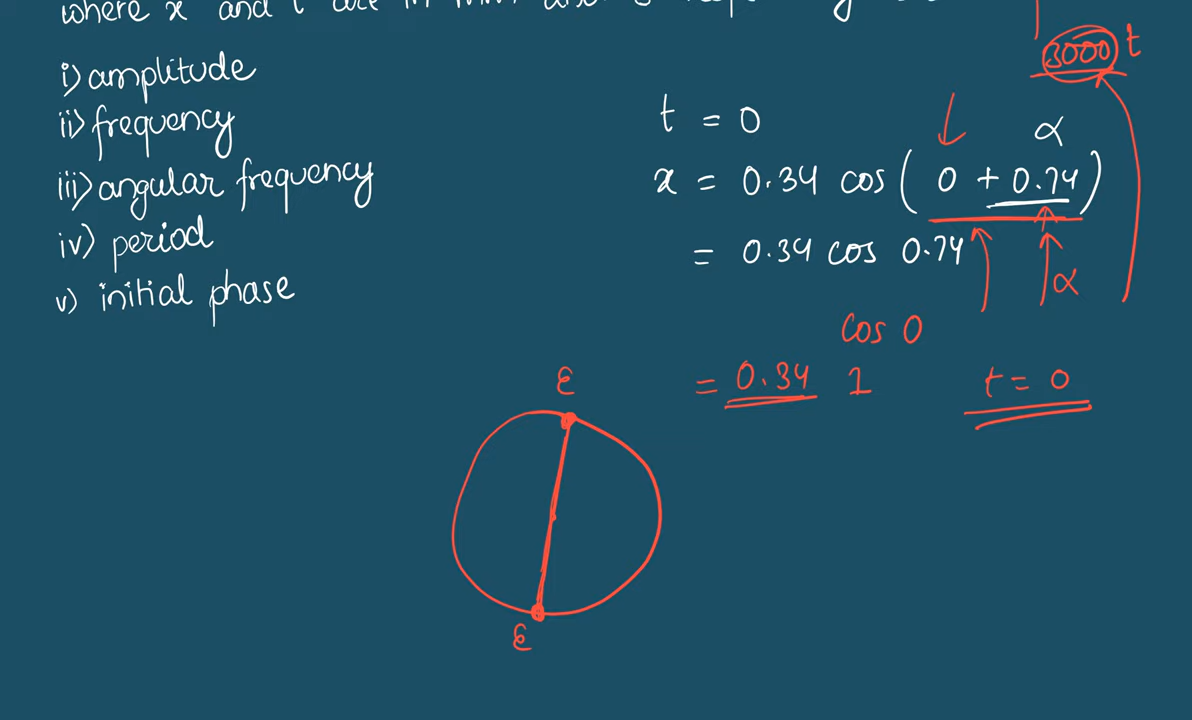 where x and t are in
3000 t
i) amplitude
ii) frequency
iii) angular frequency
iv) period
v) initial phase
t = 0
α
x = 0.34 cos ( 0 + 0.74 )
= 0.34 cos 0.74
α
cos 0
= 0.34 1
t = 0
ε
ε